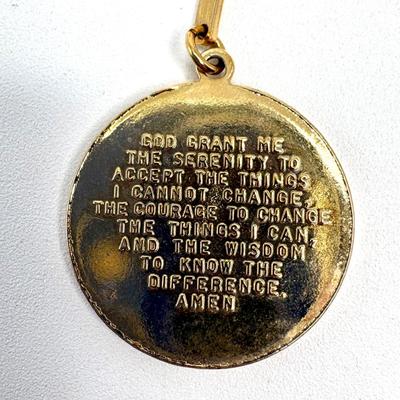 GOD GRANT ME
THE SERENITY TO
ACCEPT THE THINGS
I CANNOT CHANGE,
THE COURAGE TO CHANGE
THE THINGS I CAN
AND THE WISDOM
TO KNOW THE
DIFFERENCE,
AMEN